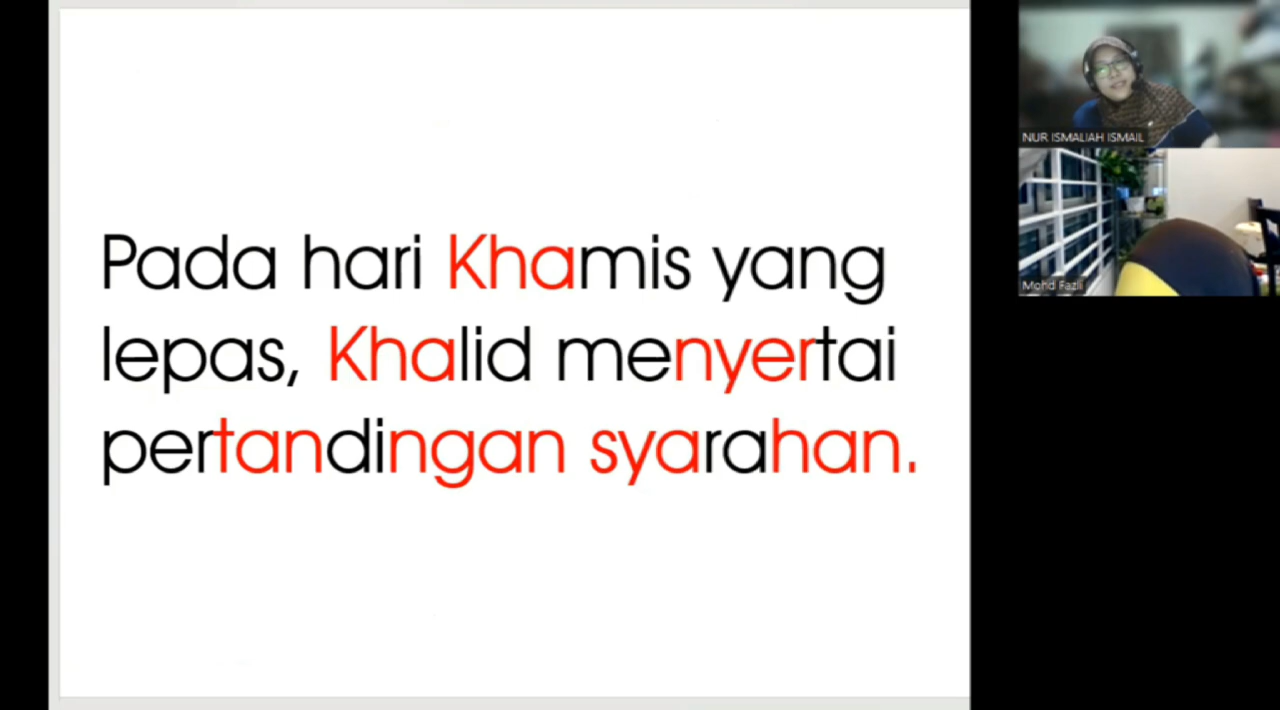 Pada hari Khamis yang
lepas, Khalid menyertai
pertandingan syarahan.
NUR ISMALIAH ISMAIL
Mohd Fazli